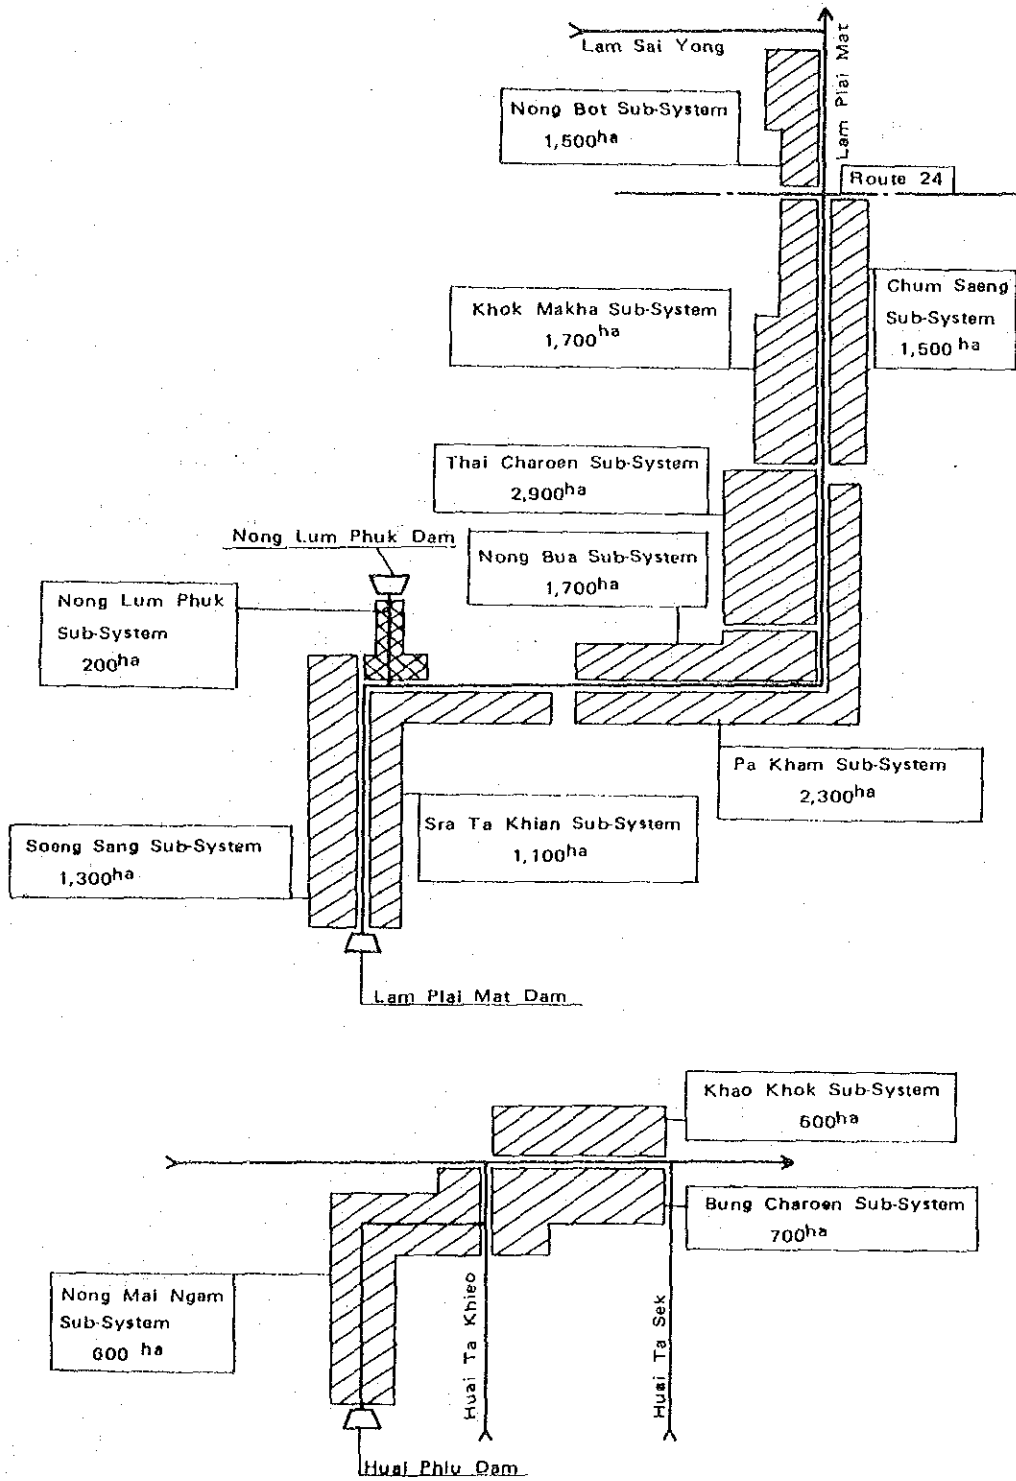 Lam Sai Yong
Lam Plai Mat
Nong Bot Sub-System
1,500ha
Route 24
Khok Makha Sub-System
1,700ha
Chum Saeng
Sub-System
1,500 ha
Thai Charoen Sub-System
2,900ha
Nong Lum Phuk Dam
Nong Bua Sub-System
1,700ha
Nong Lum Phuk
Sub-System
200ha
Pa Kham Sub-System
2,300ha
Sra Ta Khian Sub-System
1,100ha
Soeng Sang Sub-System
1,300ha
Lam Plai Mat Dam
Khao Khok Sub-System
600ha
Bung Charoen Sub-System
700ha
Nong Mai Ngam
Sub-System
600 ha
Huai Ta Khieo
Huai Ta Sek
Huai Phlu Dam